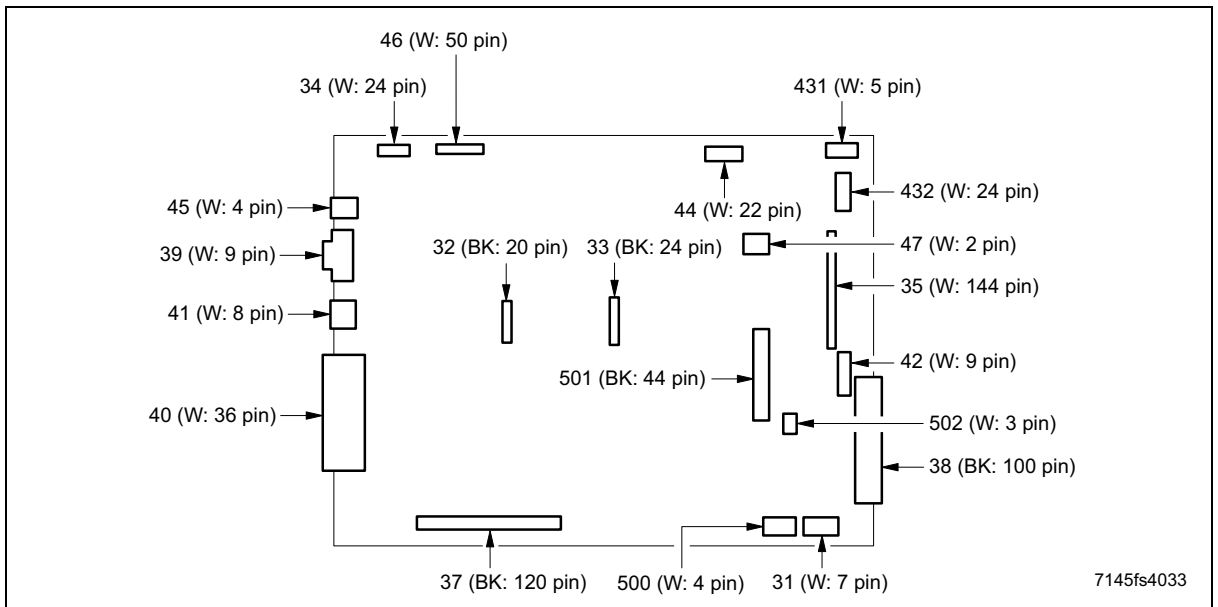 46 (W: 50 pin)
34 (W: 24 pin)
431 (W: 5 pin)
45 (W: 4 pin)
432 (W: 24 pin)
44 (W: 22 pin)
39 (W: 9 pin)
32 (BK: 20 pin)
33 (BK: 24 pin)
47 (W: 2 pin)
35 (W: 144 pin)
41 (W: 8 pin)
42 (W: 9 pin)
501 (BK: 44 pin)
40 (W: 36 pin)
502 (W: 3 pin)
38 (BK: 100 pin)
37 (BK: 120 pin)
500 (W: 4 pin)
31 (W: 7 pin)
7145fs4033